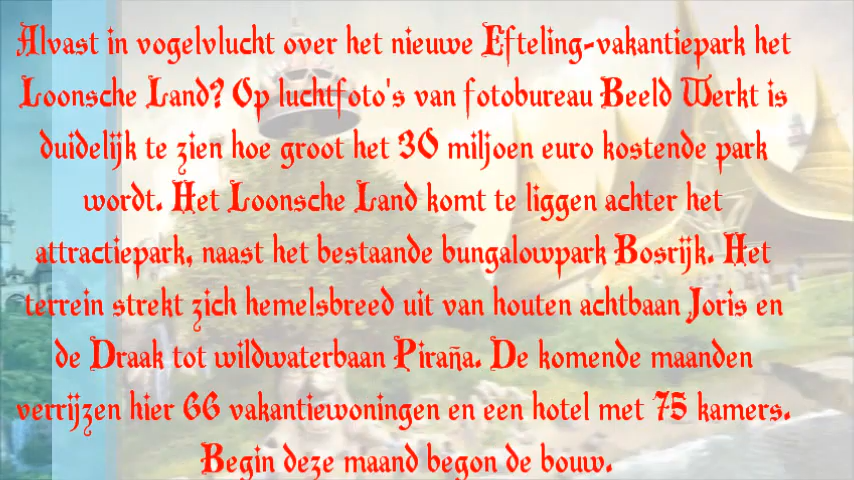 Alvast in vogelvlucht over het nieuwe Efteling-vakantiepark het
Loonsche Land? Op luchtfoto's van fotobureau Beeld Werkt is
duidelijk te zien hoe groot het 30 miljoen euro kostende park
wordt. Het Loonsche Land komt te liggen achter het
attractiepark, naast het bestaande bungalowpark Bosrijk. Het
terrein strekt zich hemelsbreed uit van houten achtbaan Joris en
de Draak tot wildwaterbaan Piraña. De komende maanden
verrijzen hier 66 vakantiewoningen en een hotel met 75 kamers.
Begin deze maand begon de bouw.